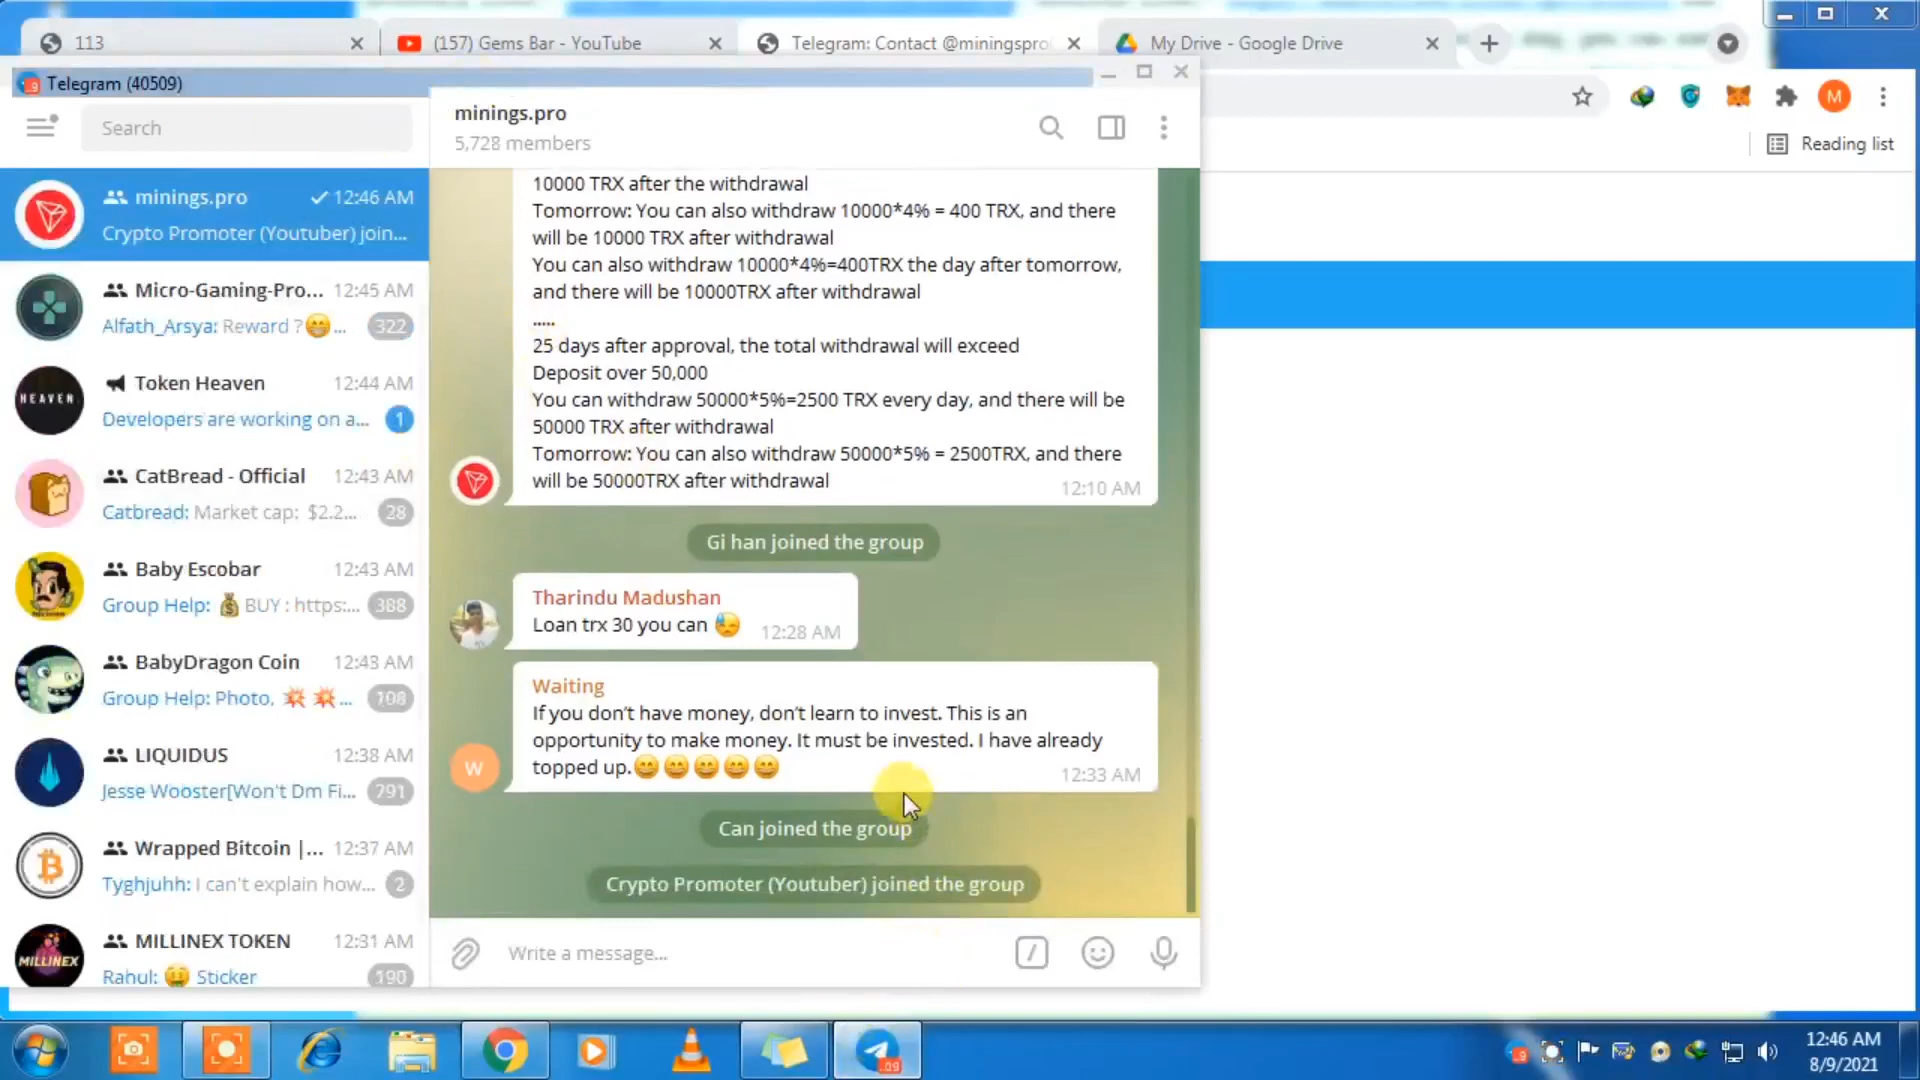 113
(157) Gems Bar - YouTube
Telegram: Contact @miningspro
My Drive - Google Drive
Telegram (40509)
M
Reading list
Search
minings.pro
5,728 members
minings.pro 12:46 AM
Crypto Promoter (Youtuber) join...
Micro-Gaming-Pro... 12:45 AM
Alfath_Arsya: Reward ?😁... 322
HEAVEN
Token Heaven 12:44 AM
Developers are working on a... 1
CatBread - Official 12:43 AM
Catbread: Market cap: $2.2... 28
Baby Escobar 12:43 AM
Group Help: 💰 BUY : https:... 388
BabyDragon Coin 12:43 AM
Group Help: Photo, 💥 💥... 108
LIQUIDUS 12:38 AM
Jesse Wooster[Won't Dm Fi... 791
Wrapped Bitcoin |... 12:37 AM
Tyghjuhh: I can't explain how... 2
MILLINEX
MILLINEX TOKEN 12:31 AM
Rahul: 🤑 Sticker 190
10000 TRX after the withdrawal
Tomorrow: You can also withdraw 10000*4% = 400 TRX, and there
will be 10000 TRX after withdrawal
You can also withdraw 10000*4%=400TRX the day after tomorrow,
and there will be 10000TRX after withdrawal
.....
25 days after approval, the total withdrawal will exceed
Deposit over 50,000
You can withdraw 50000*5%=2500 TRX every day, and there will be
50000 TRX after withdrawal
Tomorrow: You can also withdraw 50000*5% = 2500TRX, and there
will be 50000TRX after withdrawal
12:10 AM
Gi han joined the group
Tharindu Madushan
Loan trx 30 you can 😓 12:28 AM
Waiting
If you don't have money, don't learn to invest. This is an
opportunity to make money. It must be invested. I have already
topped up.😄😄😄😄😄 12:33 AM
W
Can joined the group
Crypto Promoter (Youtuber) joined the group
Write a message...
12:46 AM
8/9/2021